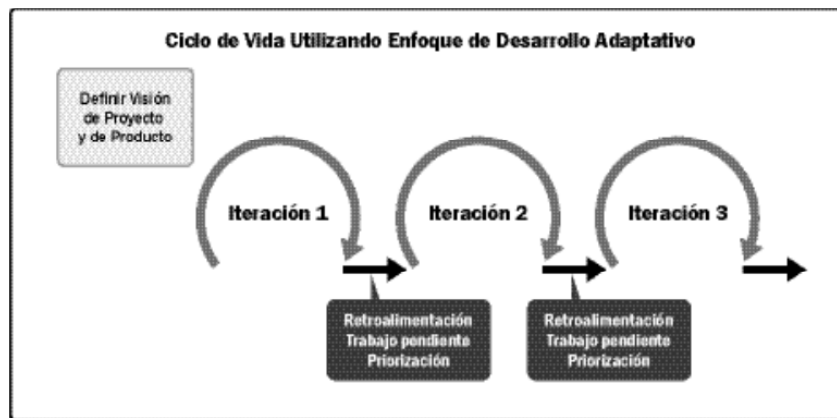 Ciclo de Vida Utilizando Enfoque de Desarrollo Adaptativo
Definir Visión
de Proyecto
y de Producto
Iteración 1
Iteración 2
Iteración 3
Retroalimentación
Trabajo pendiente
Priorización
Retroalimentación
Trabajo pendiente
Priorización